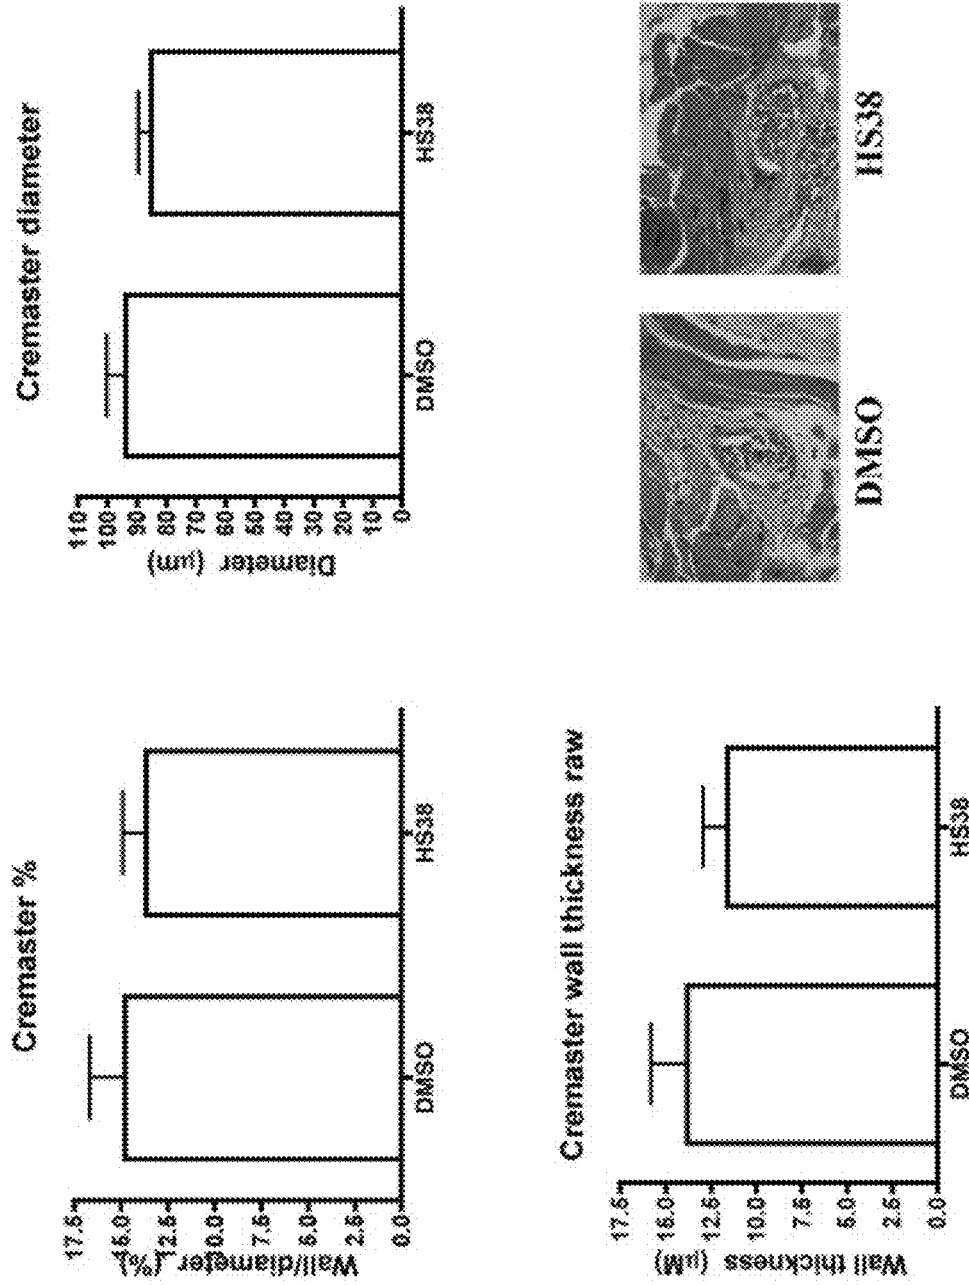 Cremaster %
Wall/diameter (%)
17.5
15.0
12.5
10.0
7.5
5.0
2.5
0.0
DMSO
HS38
Cremaster diameter
Diameter (μm)
110
100
90
80
70
60
50
40
30
20
10
0
DMSO
HS38
Cremaster wall thickness raw
Wall thickness (μM)
17.5
15.0
12.5
10.0
7.5
5.0
2.5
0.0
DMSO
HS38
DMSO
HS38